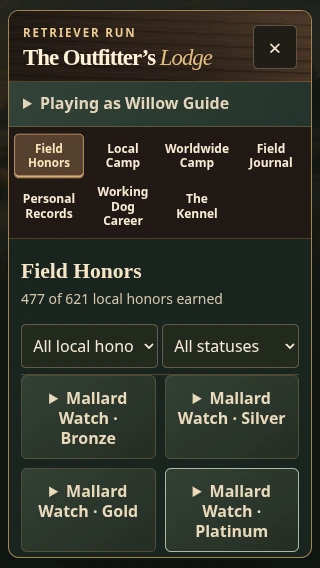 RETRIEVER RUN
The Outfitter's Lodge
×
▶ Playing as Willow Guide
Field
Honors
Local
Camp
Worldwide
Camp
Field
Journal
Personal
Records
Working
Dog
Career
The
Kennel
Field Honors
477 of 621 local honors earned
All local hono
All statuses
▶ Mallard
Watch ·
Bronze
▶ Mallard
Watch · Silver
▶ Mallard
Watch · Gold
▶ Mallard
Watch ·
Platinum